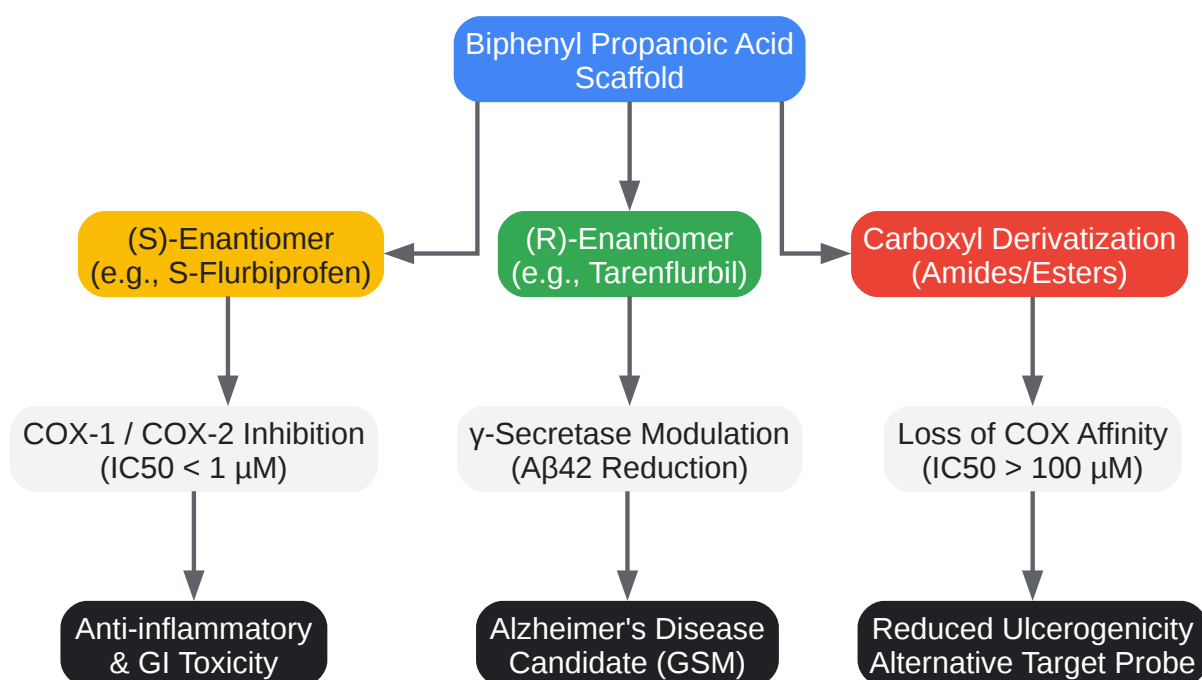 Biphenyl Propanoic Acid
Scaffold
(S)-Enantiomer
(e.g., S-Flurbiprofen)
(R)-Enantiomer
(e.g., Tarenflurbil)
Carboxyl Derivatization
(Amides/Esters)
COX-1 / COX-2 Inhibition
(IC50 < 1 µM)
γ-Secretase Modulation
(Aβ42 Reduction)
Loss of COX Affinity
(IC50 > 100 µM)
Anti-inflammatory
& GI Toxicity
Alzheimer's Disease
Candidate (GSM)
Reduced Ulcerogenicity
Alternative Target Probe